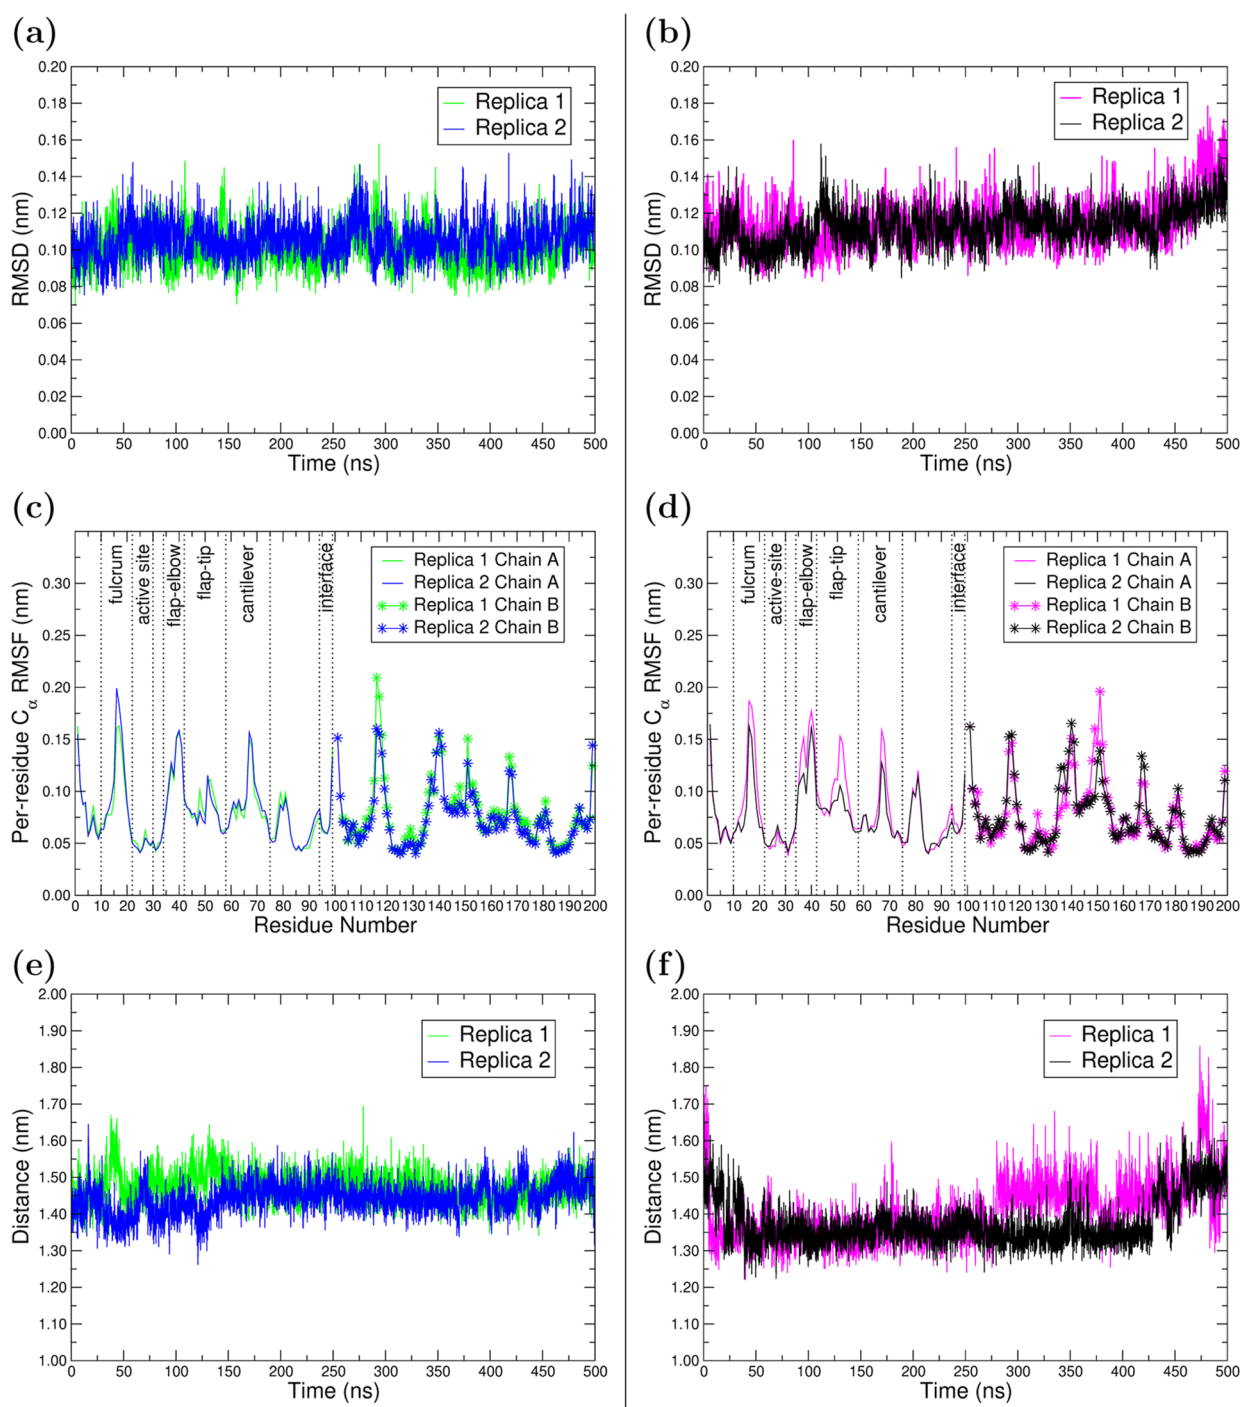 (a)
0.20
0.18
0.16
0.14
0.12
0.10
0.08
0.06
0.04
0.02
0.00
RMSD (nm)
Replica 1
Replica 2
0 50 100 150 200 250 300 350 400 450 500
Time (ns)
(b)
0.20
0.18
0.16
0.14
0.12
0.10
0.08
0.06
0.04
0.02
0.00
RMSD (nm)
Replica 1
Replica 2
0 50 100 150 200 250 300 350 400 450 500
Time (ns)
(c)
0.30
0.25
0.20
0.15
0.10
0.05
0.00
Per-residue Cα RMSF (nm)
fulcrum
active site
flap-elbow
flap-tip
cantilever
interface
Replica 1 Chain A
Replica 2 Chain A
Replica 1 Chain B
Replica 2 Chain B
0 10 20 30 40 50 60 70 80 90 100 110 120 130 140 150 160 170 180 190 200
Residue Number
(d)
0.30
0.25
0.20
0.15
0.10
0.05
0.00
Per-residue Cα RMSF (nm)
fulcrum
active-site
flap-elbow
flap-tip
cantilever
interface
Replica 1 Chain A
Replica 2 Chain A
Replica 1 Chain B
Replica 2 Chain B
0 10 20 30 40 50 60 70 80 90 100 110 120 130 140 150 160 170 180 190 200
Residue Number
(e)
2.00
1.90
1.80
1.70
1.60
1.50
1.40
1.30
1.20
1.10
1.00
Distance (nm)
Replica 1
Replica 2
0 50 100 150 200 250 300 350 400 450 500
Time (ns)
(f)
2.00
1.90
1.80
1.70
1.60
1.50
1.40
1.30
1.20
1.10
1.00
Distance (nm)
Replica 1
Replica 2
0 50 100 150 200 250 300 350 400 450 500
Time (ns)